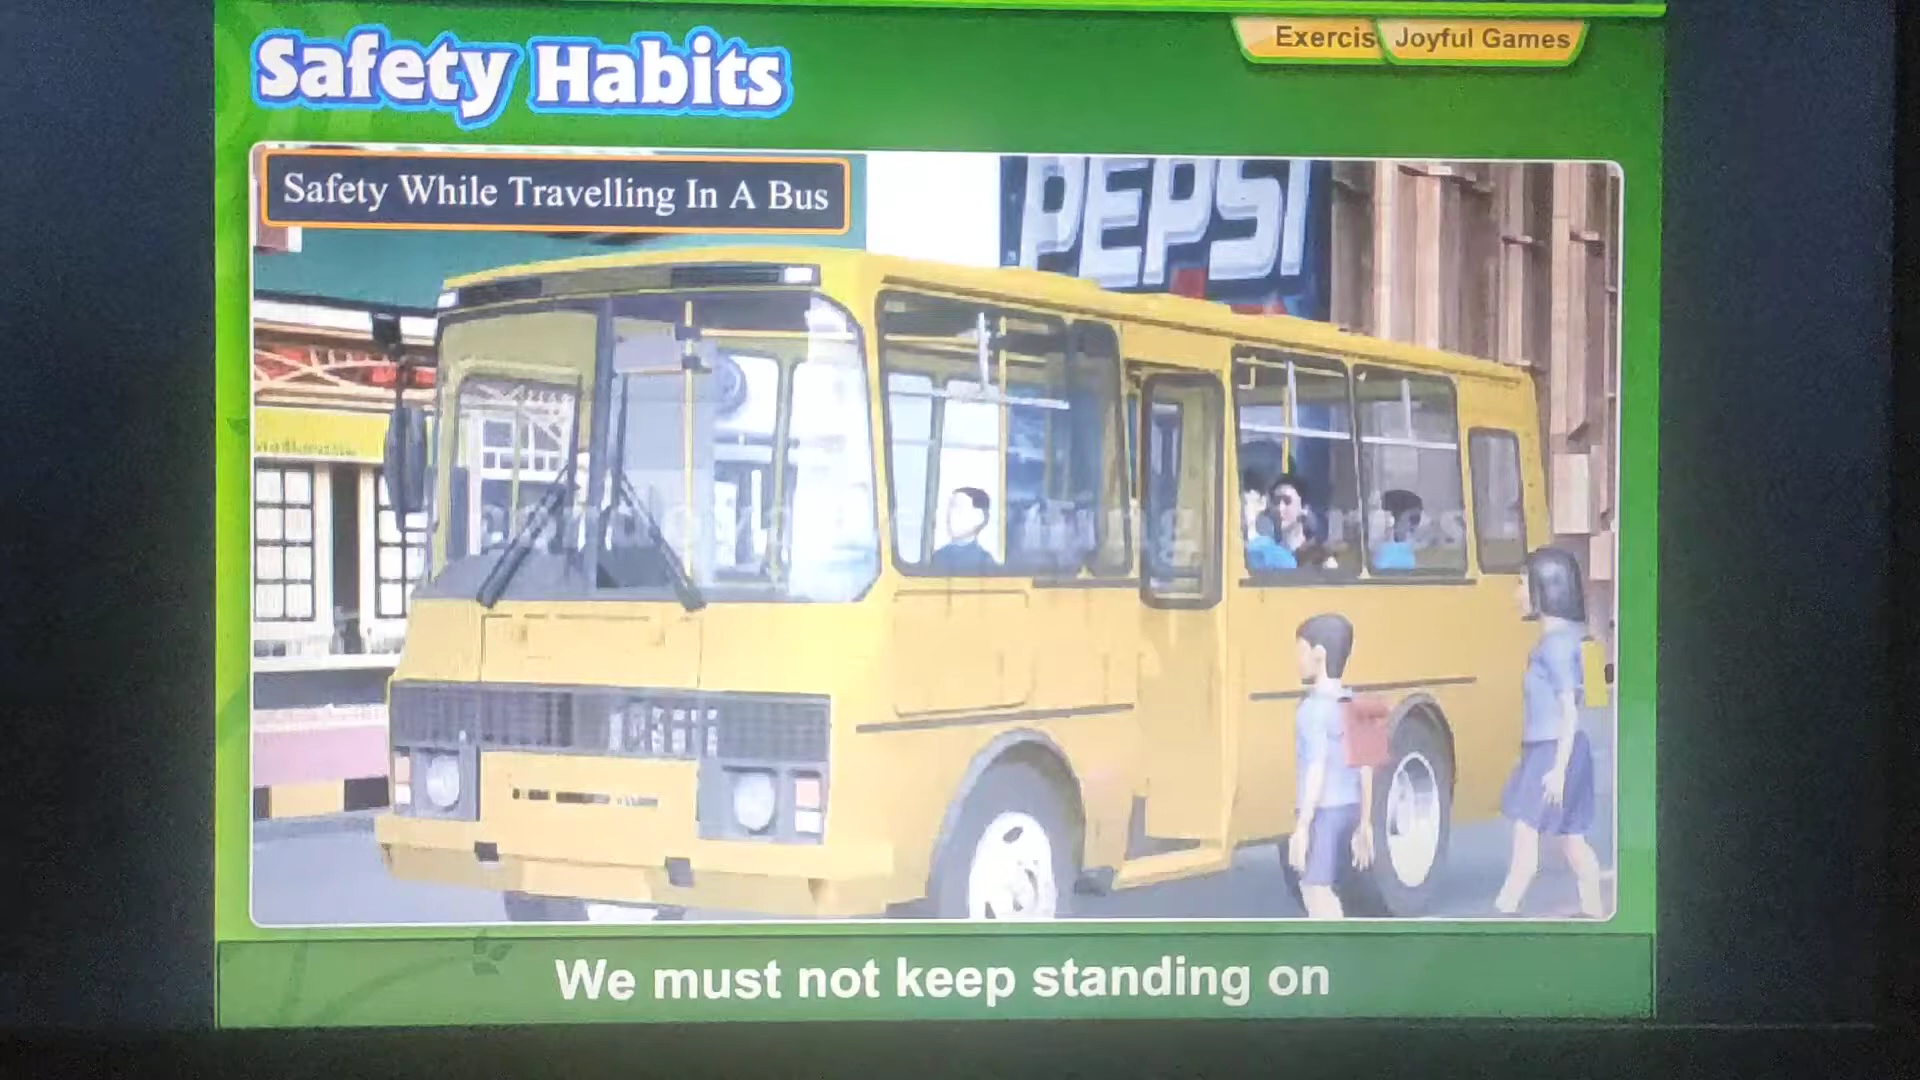 Safety Habits
Exercis
Joyful Games
Safety While Travelling In A Bus
PEPSI
We must not keep standing on